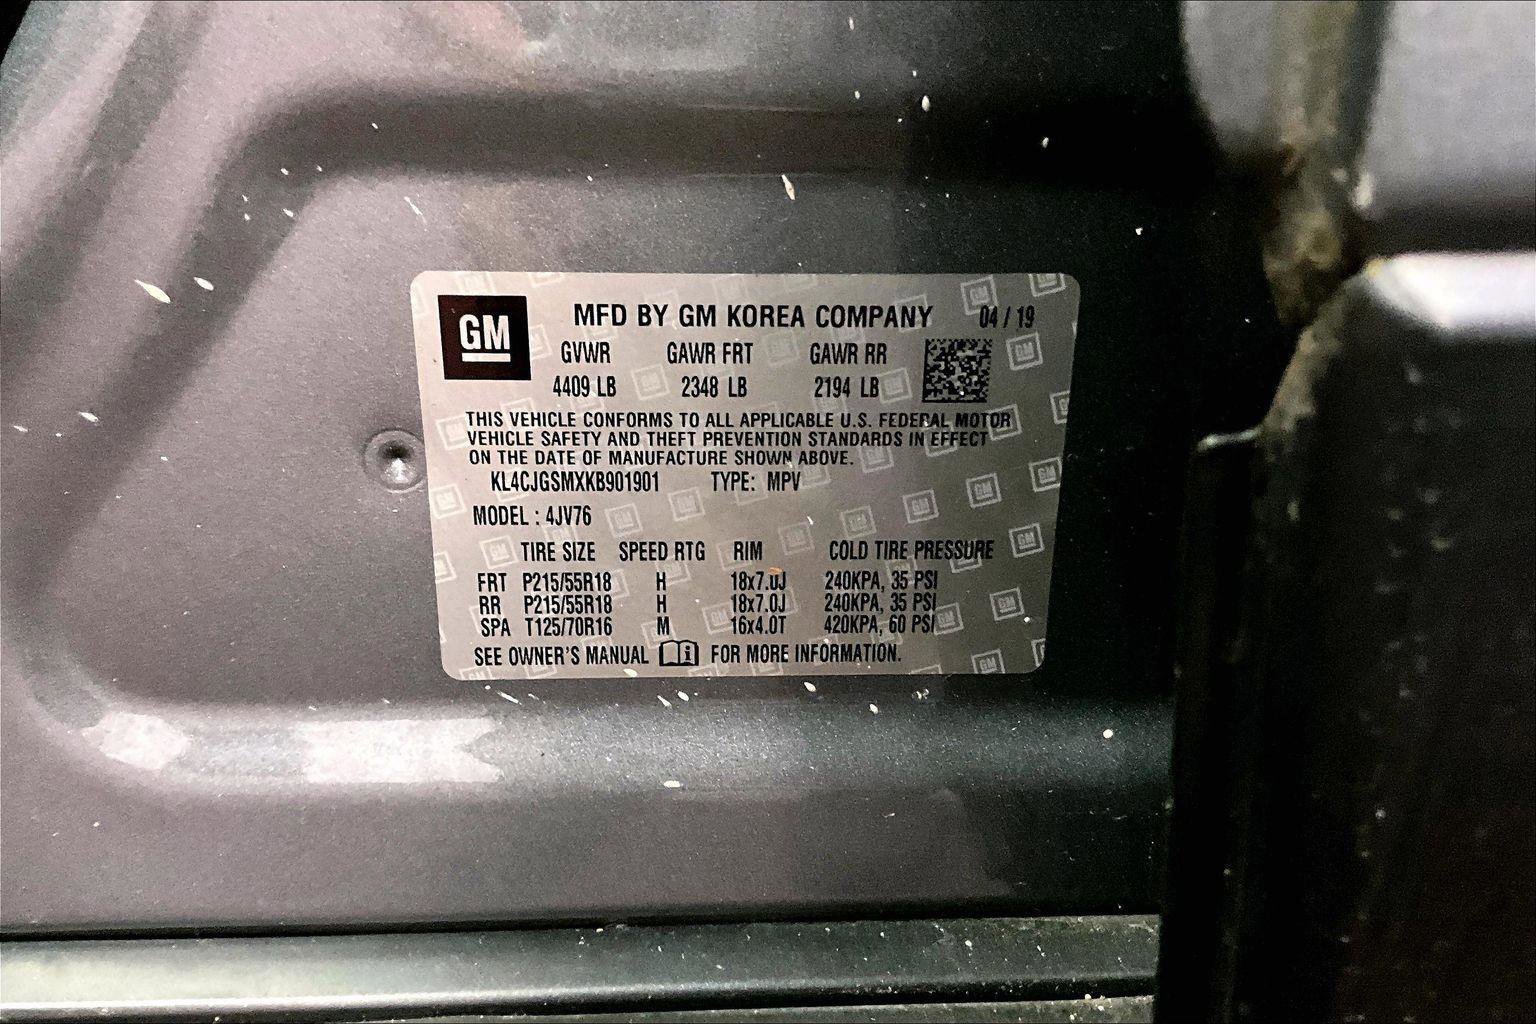 GM
MFD BY GM KOREA COMPANY 04 / 19
GVWR GAWR FRT GAWR RR
4409 LB 2348 LB 2194 LB
THIS VEHICLE CONFORMS TO ALL APPLICABLE U.S. FEDERAL MOTOR
VEHICLE SAFETY AND THEFT PREVENTION STANDARDS IN EFFECT
ON THE DATE OF MANUFACTURE SHOWN ABOVE.
KL4CJGSMXKB901901 TYPE: MPV
MODEL : 4JV76
TIRE SIZE SPEED RTG RIM COLD TIRE PRESSURE
FRT P215/55R18 H 18x7.0J 240KPA, 35 PSI
RR P215/55R18 H 18x7.0J 240KPA, 35 PSI
SPA T125/70R16 M 16x4.0T 420KPA, 60 PSI
SEE OWNER'S MANUAL i FOR MORE INFORMATION.